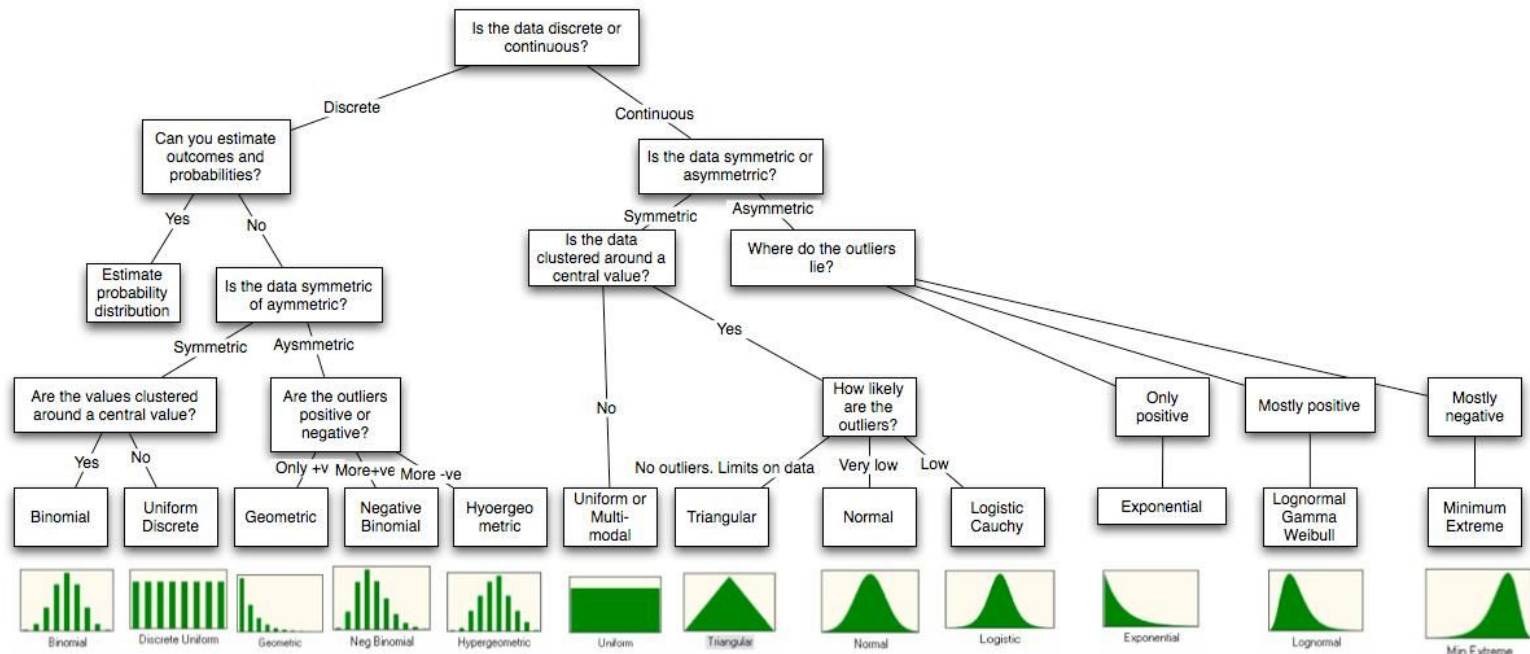 Is the data discrete or
continuous?
Discrete
Continuous
Can you estimate
outcomes and
probabilities?
Is the data symmetric or
asymmetrric?
Yes
No
Symmetric
Asymmetric
Estimate
probability
distribution
Is the data symmetric
of aymmetric?
Is the data
clustered around a
central value?
Where do the outliers
lie?
Symmetric
Aysmmetric
No
Yes
Are the values clustered
around a central value?
Are the outliers
positive or
negative?
How likely
are the
outliers?
Only
positive
Mostly positive
Mostly
negative
Yes
No
Only +v
More+ve
More -ve
No outliers. Limits on data
Very low
Low
Binomial
Uniform
Discrete
Geometric
Negative
Binomial
Hyoergeo
metric
Uniform or
Multi-
modal
Triangular
Normal
Logistic
Cauchy
Exponential
Lognormal
Gamma
Weibull
Minimum
Extreme
Binomial
Discrete Uniform
Geometric
Neg Binomial
Hypergeometric
Uniform
Triangular
Normal
Logistic
Exponential
Lognormal
Min Extreme